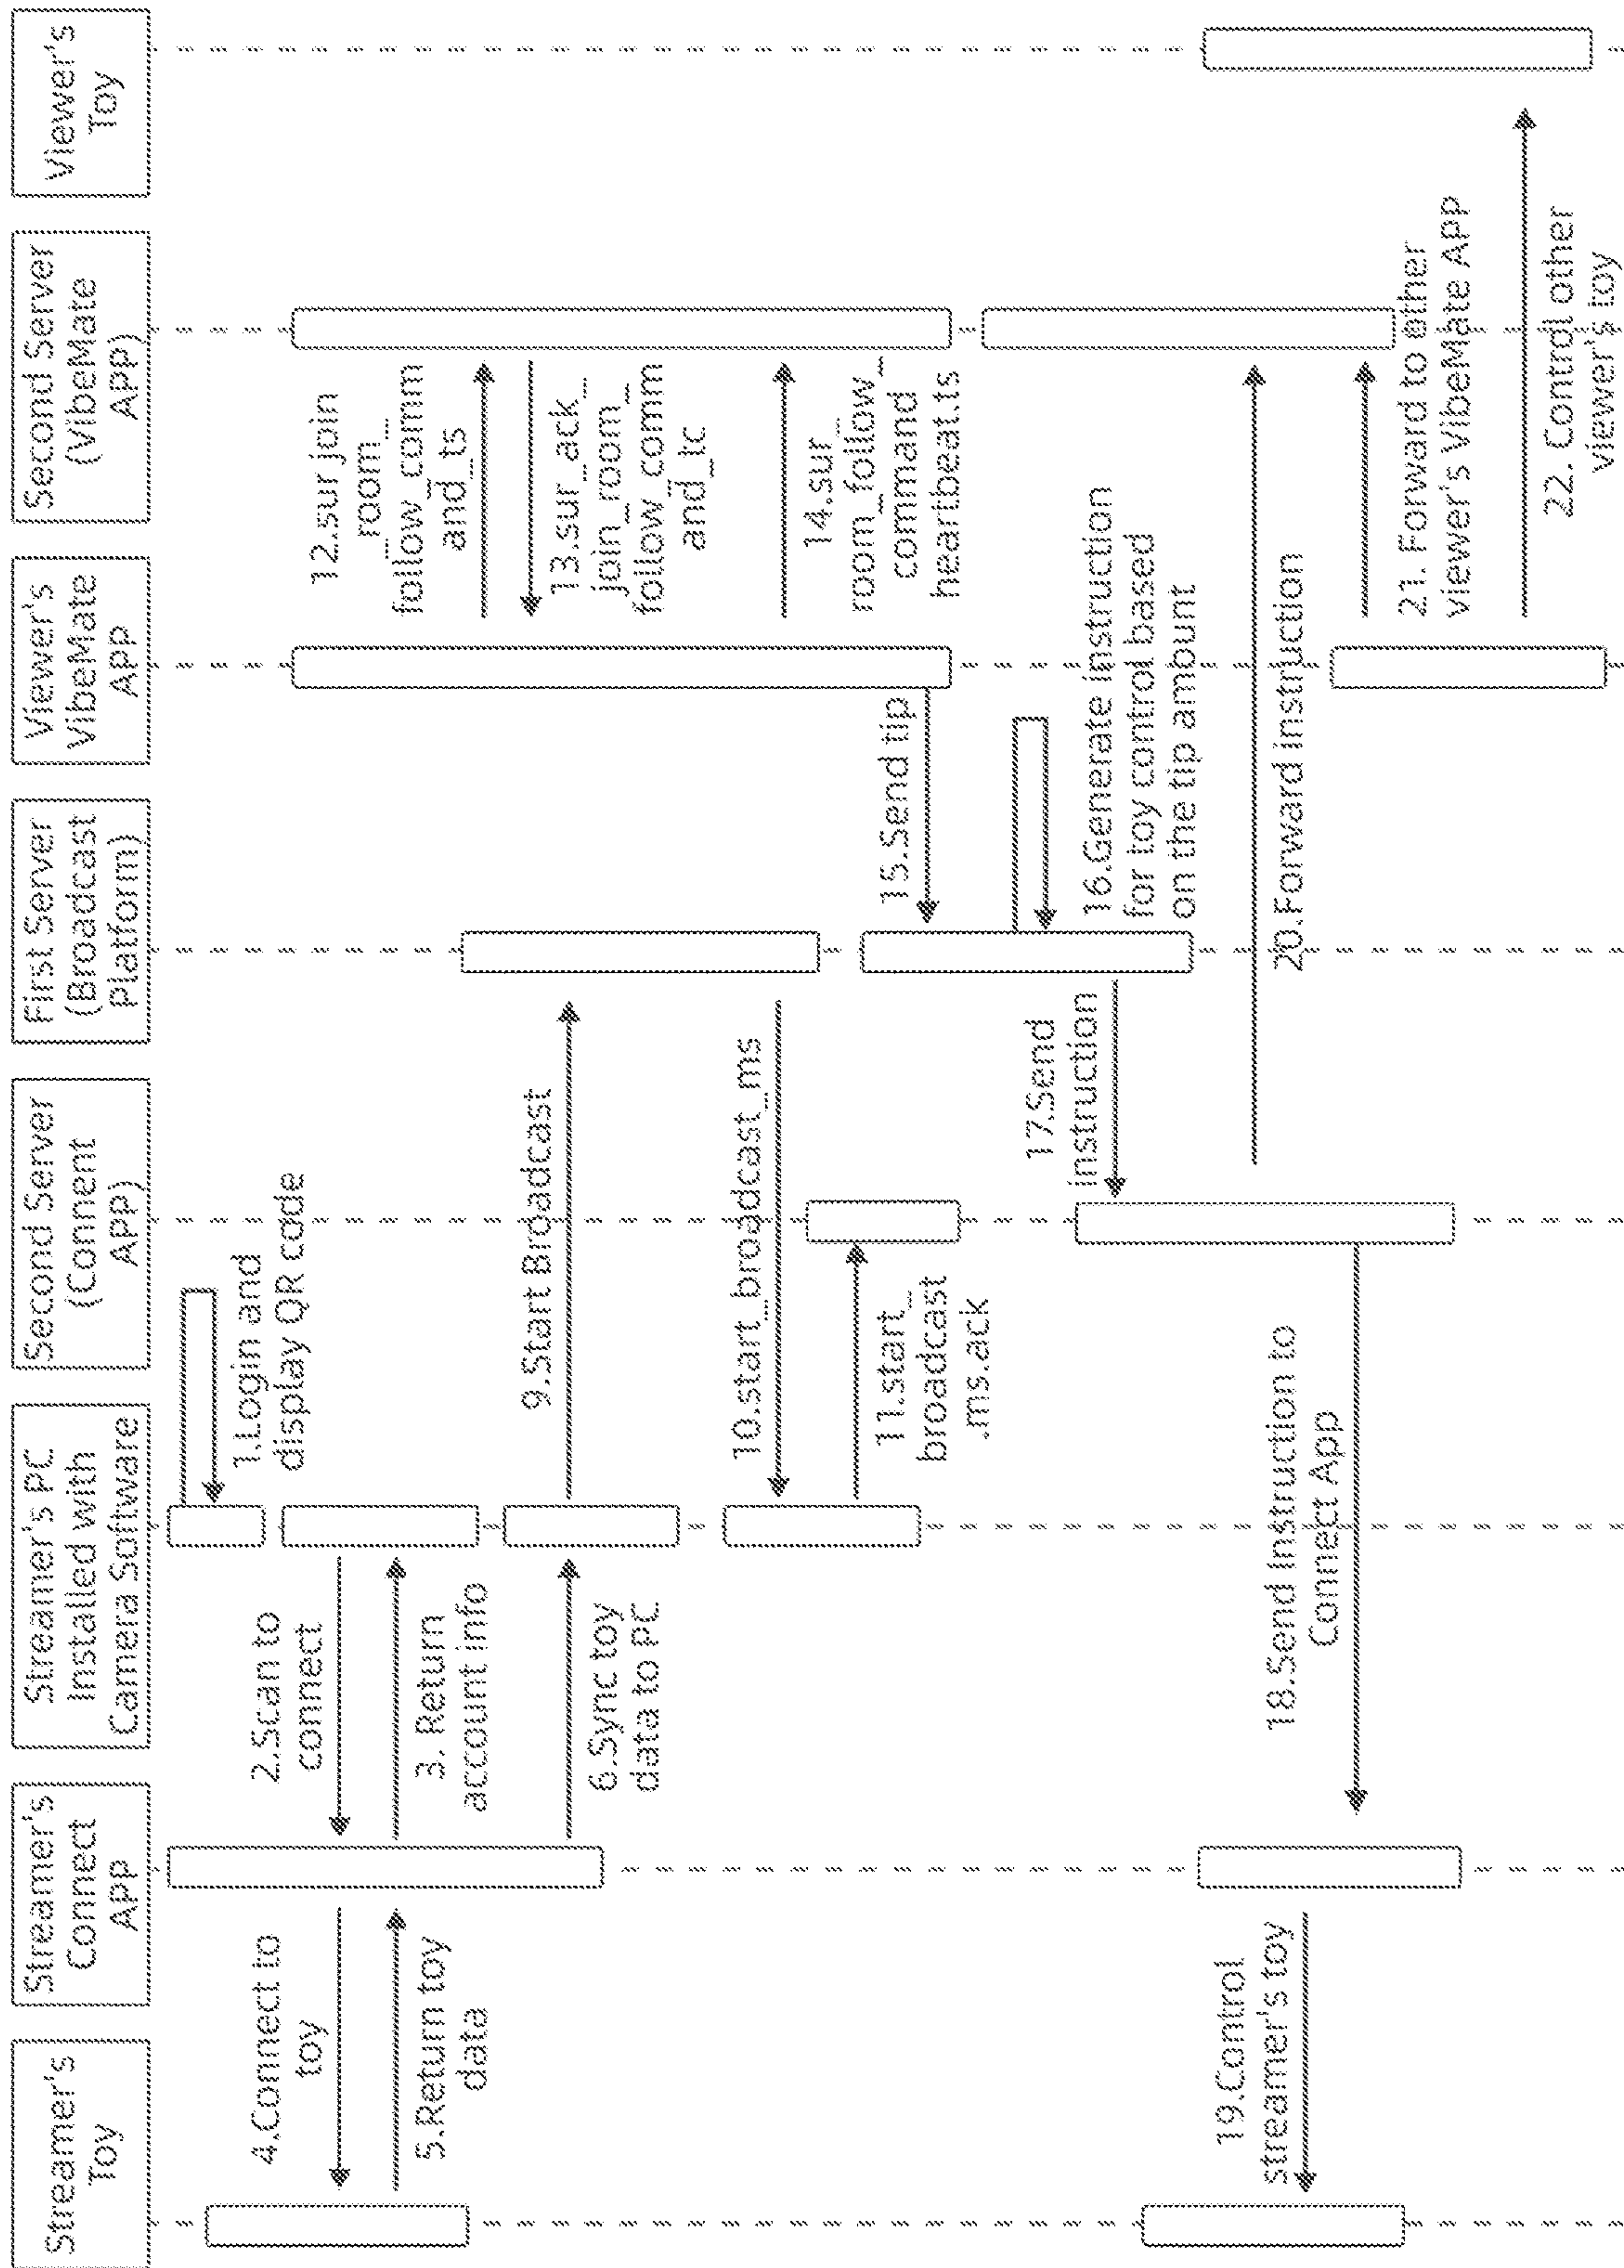 Streamer's
Toy
Streamer's
Connect
APP
Streamer's PC
Installed with
Camera Software
Second Server
(Connent
APP)
First Server
(Broadcast
Platform)
Viewer's
VibeMate
APP
Second Server
(VibeMate
APP)
Viewer's
Toy
1.Login and
display QR code
2.Scan to
connect
3. Return
account info
4.Connect to
toy
5.Return toy
data
6.Sync toy
data to PC
9.Start Broadcast
10.start_broadcast_ms
11.start_
broadcast
.ms.ack
12.sur join
room_
follow_comm
and_ts
13.sur_ack_
join_room_
follow_comm
and_tc
14.sur_
room_follow_
command
heartbeat.ts
15.Send tip
16.Generate instruction
for toy control based
on the tip ambunt
17.Send
instruction
18.Send Instruction to
Connect App
19.Control
streamer's toy
20.Forward instruction
21. Forward to other
viewer's VibeMate APP
22. Control other
viewer's toy